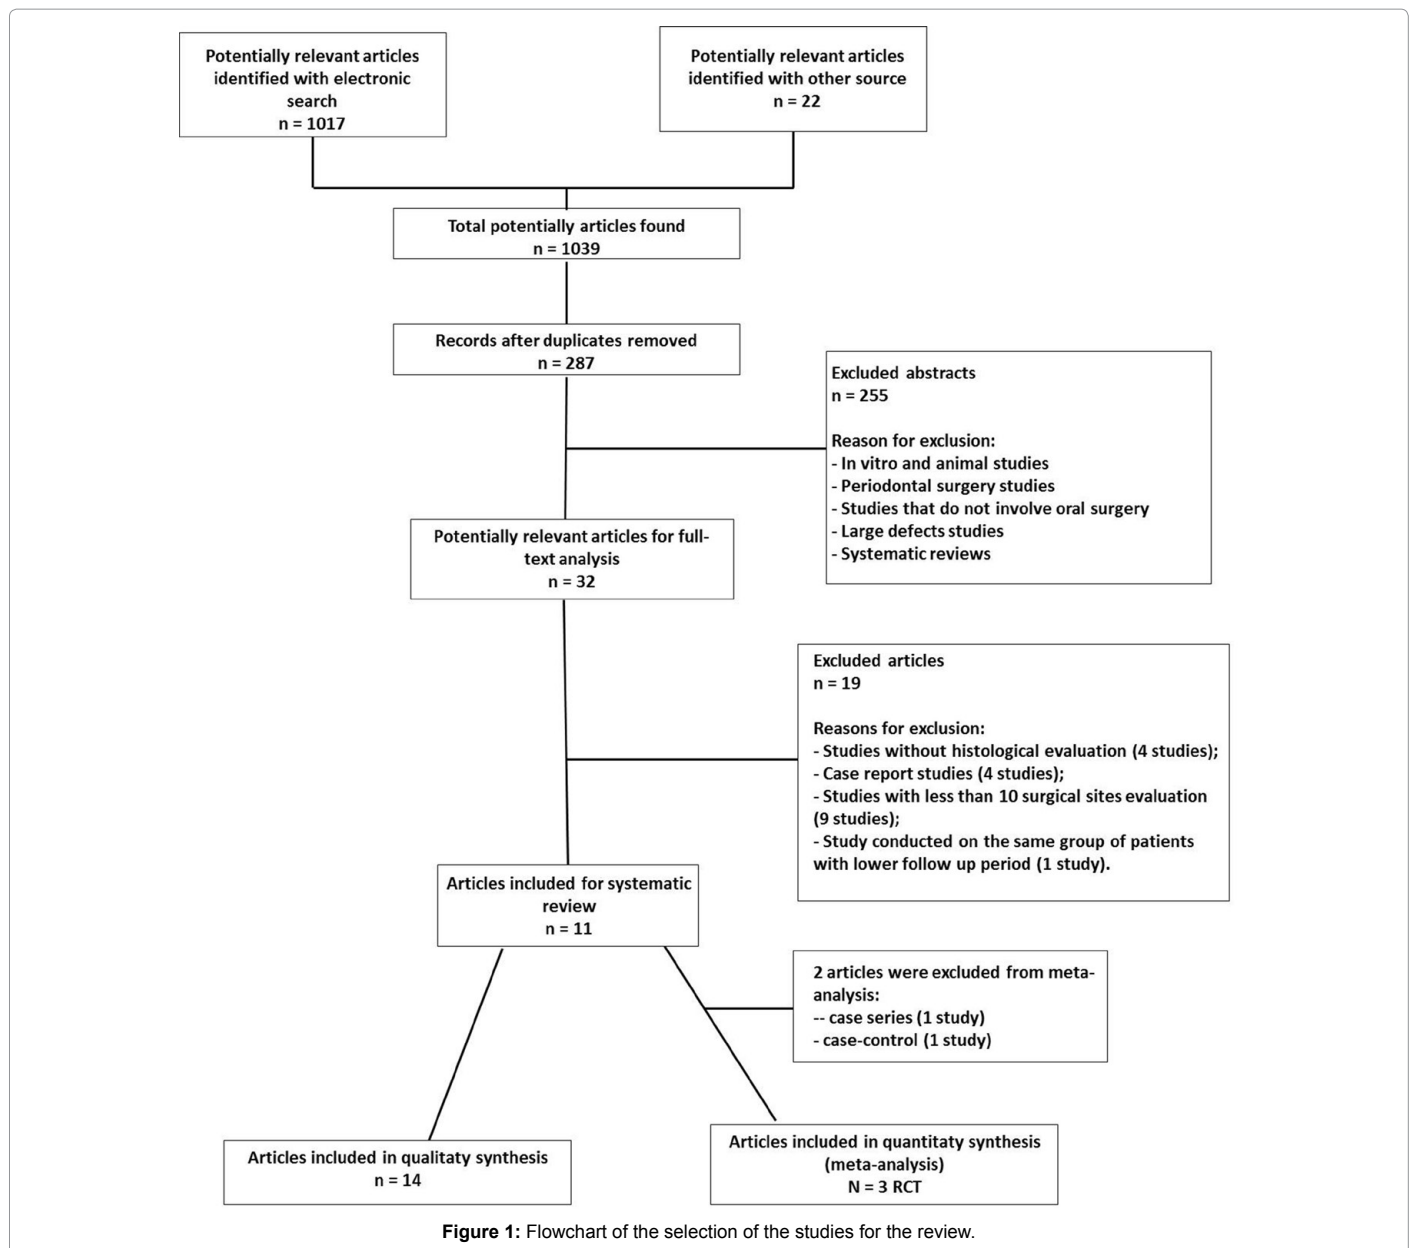 Potentially relevant articles
identified with electronic
search
n = 1017
Potentially relevant articles
identified with other source
n = 22
Total potentially articles found
n = 1039
Records after duplicates removed
n = 287
Excluded abstracts
n = 255
Reason for exclusion:
- In vitro and animal studies
- Periodontal surgery studies
- Studies that do not involve oral surgery
- Large defects studies
- Systematic reviews
Potentially relevant articles for full-
text analysis
n = 32
Excluded articles
n = 19
Reasons for exclusion:
- Studies without histological evaluation (4 studies);
- Case report studies (4 studies);
- Studies with less than 10 surgical sites evaluation
(9 studies);
- Study conducted on the same group of patients
with lower follow up period (1 study).
Articles included for systematic
review
n = 11
2 articles were excluded from meta-
analysis:
-- case series (1 study)
- case-control (1 study)
Articles included in qualitaty synthesis
n = 14
Articles included in quantitaty synthesis
(meta-analysis)
N = 3 RCT
Figure 1: Flowchart of the selection of the studies for the review.